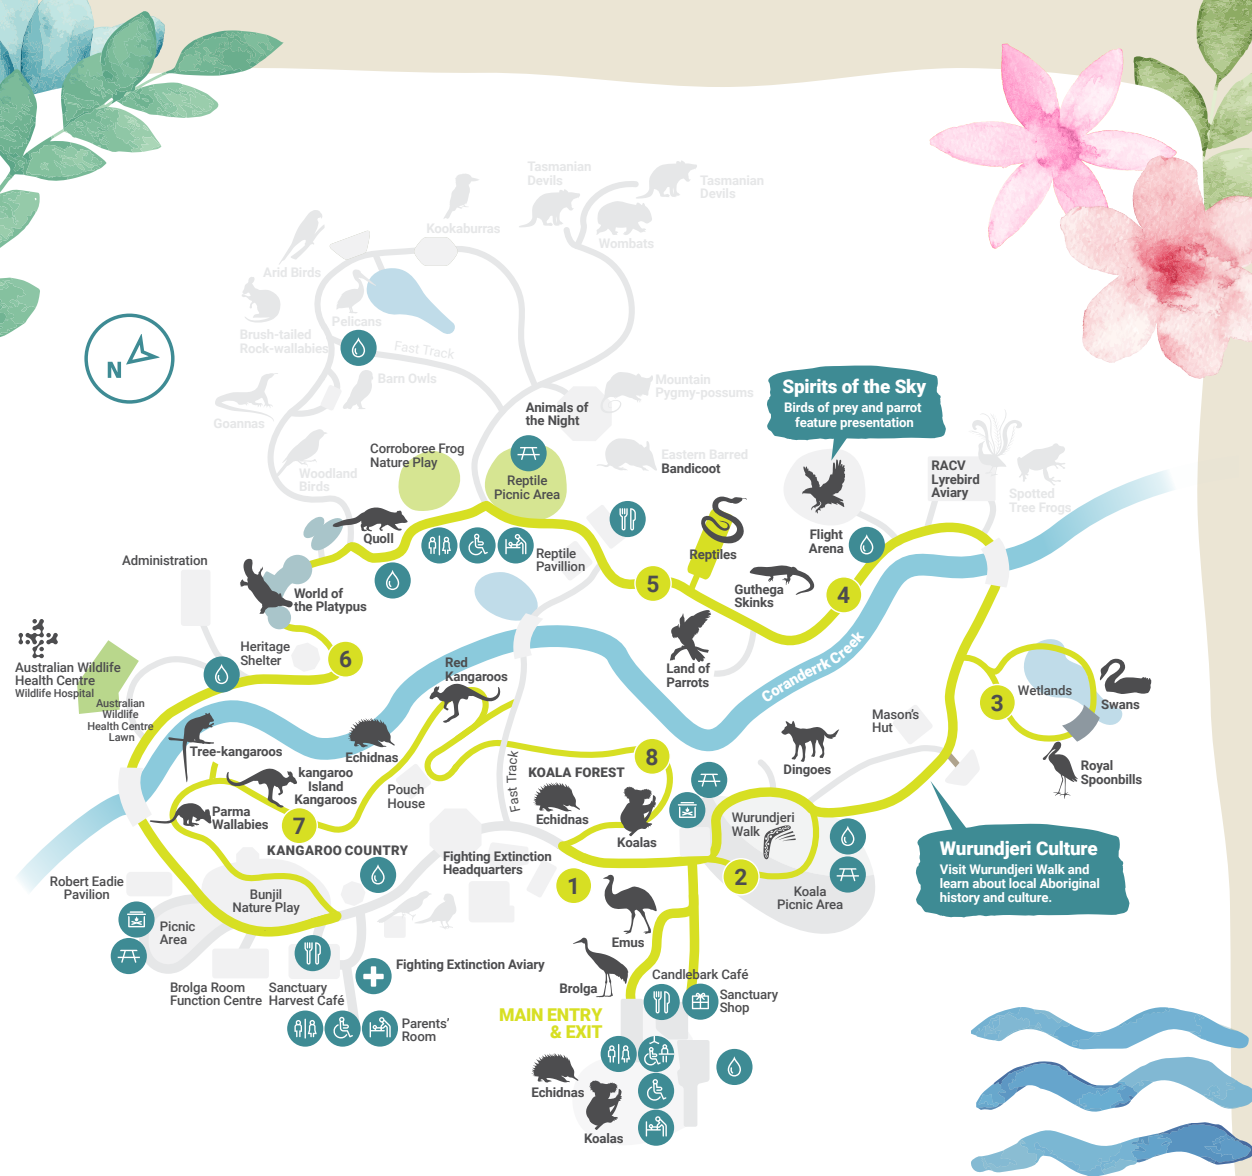 Tasmanian
Devils
Tasmanian
Devils
Kookaburras
Wombats
Arid Birds
Pelicans
Brush-tailed
Rock-wallabies
Fast Track
Barn Owls
Goannas
Mountain
Pygmy-possums
Animals of
the Night
Spirits of the Sky
Birds of prey and parrot
feature presentation
N
Corroboree Frog
Nature Play
Woodland
Birds
Reptile
Picnic Area
Eastern Barred
Bandicoot
RACV
Lyrebird
Aviary
Spotted
Tree Frogs
Quoll
Reptile
Pavillion
Reptiles
Flight
Arena
Administration
World of
the Platypus
5
Guthega
Skinks
4
Heritage
Shelter
6
Land of
Parrots
Coranderrk Creek
Australian Wildlife
Health Centre
Wildlife Hospital
Australian
Wildlife
Health Centre
Lawn
Red
Kangaroos
3
Wetlands
Swans
Tree-kangaroos
Echidnas
Mason's
Hut
Royal
Spoonbills
kangaroo
Island
Kangaroos
Pouch
House
Fast Track
KOALA FOREST
8
Dingoes
Parma
Wallabies
7
Echidnas
Koalas
Wurundjeri
Walk
KANGAROO COUNTRY
Fighting Extinction
Headquarters
Wurundjeri Culture
Visit Wurundjeri Walk and
learn about local Aboriginal
history and culture.
1
2
Robert Eadie
Pavilion
Bunjil
Nature Play
Koala
Picnic Area
Picnic
Area
Emus
Fighting Extinction Aviary
Brolga
Candlebark Café
Brolga Room
Function Centre
Sanctuary
Harvest Café
Sanctuary
Shop
MAIN ENTRY
& EXIT
Parents'
Room
Echidnas
Koalas